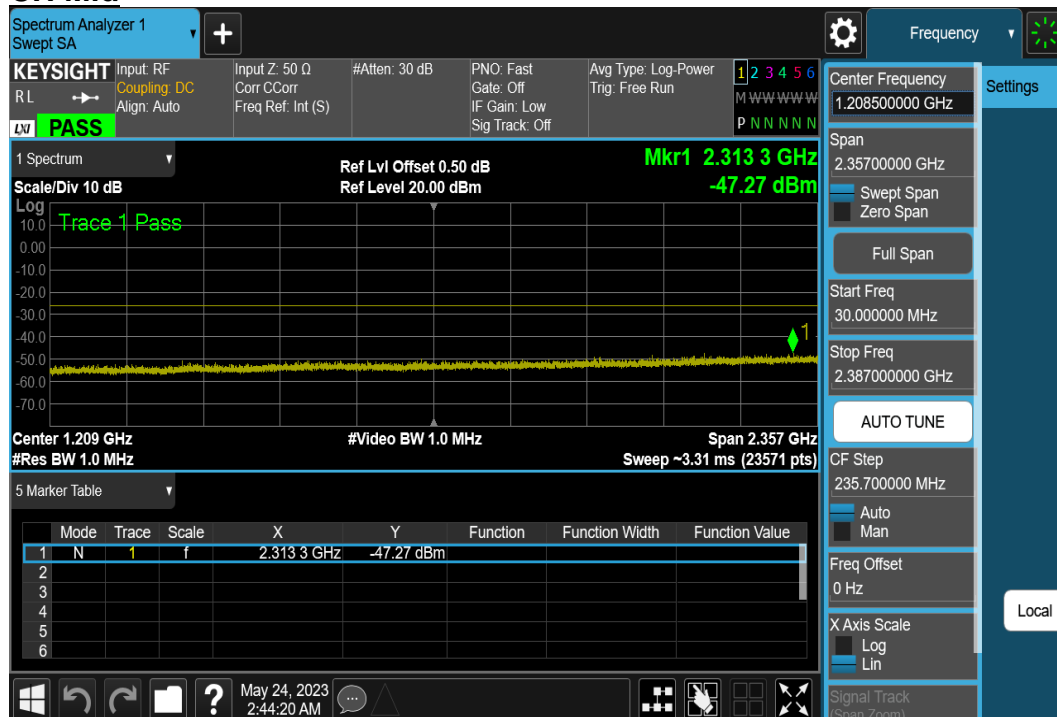 Spectrum Analyzer 1
Swept SA
+
Frequency
KEYSIGHT
RL
LXI
PASS
Input: RF
Coupling: DC
Align: Auto
Input Z: 50 Ω
Corr CCorr
Freq Ref: Int (S)
#Atten: 30 dB
PNO: Fast
Gate: Off
IF Gain: Low
Sig Track: Off
Avg Type: Log-Power
Trig: Free Run
1 2 3 4 5 6
M W W W W W
P N N N N N
1 Spectrum
Scale/Div 10 dB
Ref Lvl Offset 0.50 dB
Ref Level 20.00 dBm
Mkr1 2.313 3 GHz
-47.27 dBm
Log
Trace 1 Pass
10.0
0.00
-10.0
-20.0
-30.0
-40.0
-50.0
-60.0
-70.0
1
Center 1.209 GHz
#Video BW 1.0 MHz
Span 2.357 GHz
#Res BW 1.0 MHz
Sweep ~3.31 ms (23571 pts)
5 Marker Table
Mode Trace Scale X Y Function Function Width Function Value
1 N 1 f 2.313 3 GHz -47.27 dBm
2
3
4
5
6
?
May 24, 2023
2:44:20 AM
Center Frequency
1.208500000 GHz
Span
2.35700000 GHz
Swept Span
Zero Span
Full Span
Start Freq
30.000000 MHz
Stop Freq
2.387000000 GHz
AUTO TUNE
CF Step
235.700000 MHz
Auto
Man
Freq Offset
0 Hz
X Axis Scale
Log
Lin
Signal Track
(Span Zoom)
Settings
Local